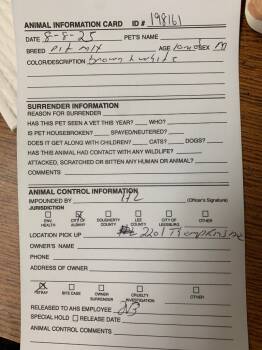 ANIMAL INFORMATION CARD ID # 198161
DATE 8-8-25 PET'S NAME
BREED Pit mix AGE SEX M
COLOR/DESCRIPTION brown & white
SURRENDER INFORMATION
REASON FOR SURRENDER
HAS THIS PET SEEN A VET THIS YEAR? WHO?
IS PET HOUSEBROKEN? SPAYED/NEUTERED?
DOES IT GET ALONG WITH CHILDREN? CATS? DOGS?
HAS THIS ANIMAL HAD CONTACT WITH ANY WILDLIFE?
ATTACKED, SCRATCHED OR BITTEN ANY HUMAN OR ANIMAL?
COMMENTS
ANIMAL CONTROL INFORMATION
IMPOUNDED BY (Officer's Signature)
JURISDICTION
ENV. HEALTH CITY OF ALBANY DOUGHERTY COUNTY LEE COUNTY CITY OF LEESBURG OTHER
LOCATION PICK UP 2201
OWNER'S NAME
PHONE
ADDRESS OF OWNER
STRAY BITE CASE OWNER SURRENDER CRUELTY INVESTIGATION OTHER
RELEASED TO AHS EMPLOYEE
SPECIAL HOLD RELEASE DATE
ANIMAL CONTROL COMMENTS